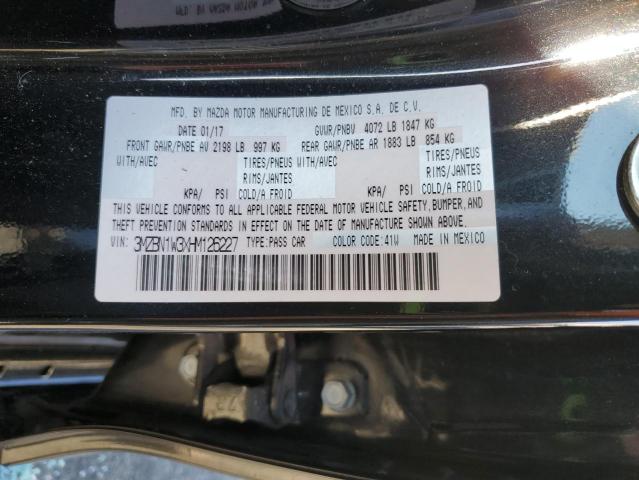 MFD. BY MAZDA MOTOR MANUFACTURING DE MEXICO S.A. DE C.V.
DATE 01/17 GVWR/PNBV 4072 LB 1847 KG
FRONT GAWR/PNBE AV 2198 LB 997 KG REAR GAWR/PNBE AR 1883 LB 854 KG
WITH/AVEC TIRES/PNEUS WITH/AVEC TIRES/PNEUS
RIMS/JANTES RIMS/JANTES
KPA/ PSI COLD/A FROID KPA/ PSI COLD/A FROID
THIS VEHICLE CONFORMS TO ALL APPLICABLE FEDERAL MOTOR VEHICLE SAFETY, BUMPER, AND
THEFT PREVENTION STANDARDS IN EFFECT ON THE DATE OF MANUFACTURE SHOWN ABOVE.
VIN: 3MZBN1W3XHM126227 TYPE:PASS CAR COLOR CODE:41W MADE IN MEXICO